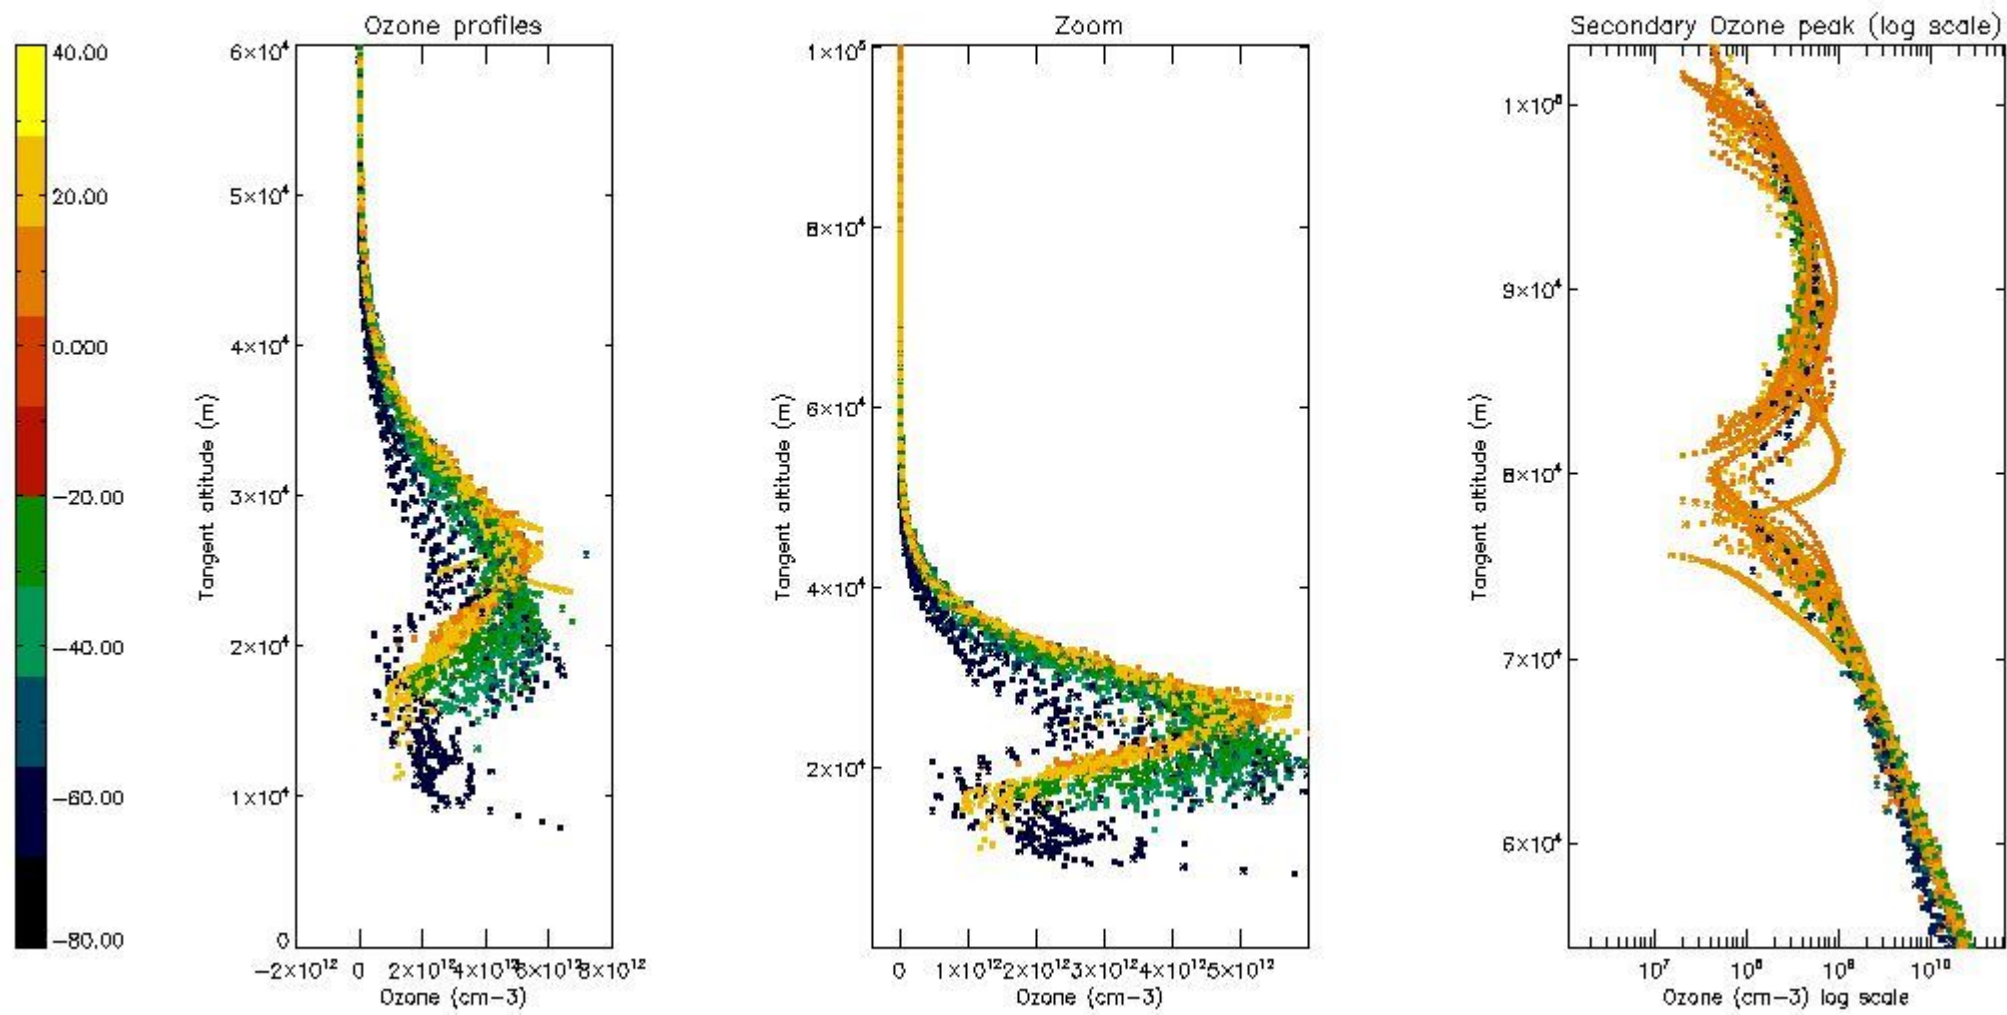 Ozone profiles
Zoom
Secondary Ozone peak (log scale)
40.00
20.00
0.000
−20.00
−40.00
−60.00
−80.00
6×10⁴
5×10⁴
4×10⁴
3×10⁴
2×10⁴
1×10⁴
0
Tangent altitude (m)
−2×10¹² 0 2×10¹² 4×10¹² 6×10¹² 8×10¹²
Ozone (cm−3)
1×10⁵
8×10⁴
6×10⁴
4×10⁴
2×10⁴
Tangent altitude (m)
0 1×10¹² 2×10¹² 3×10¹² 4×10¹² 5×10¹²
Ozone (cm−3)
1×10⁵
9×10⁴
8×10⁴
7×10⁴
6×10⁴
Tangent altitude (m)
10⁷ 10⁸ 10⁹ 10¹⁰
Ozone (cm−3) log scale